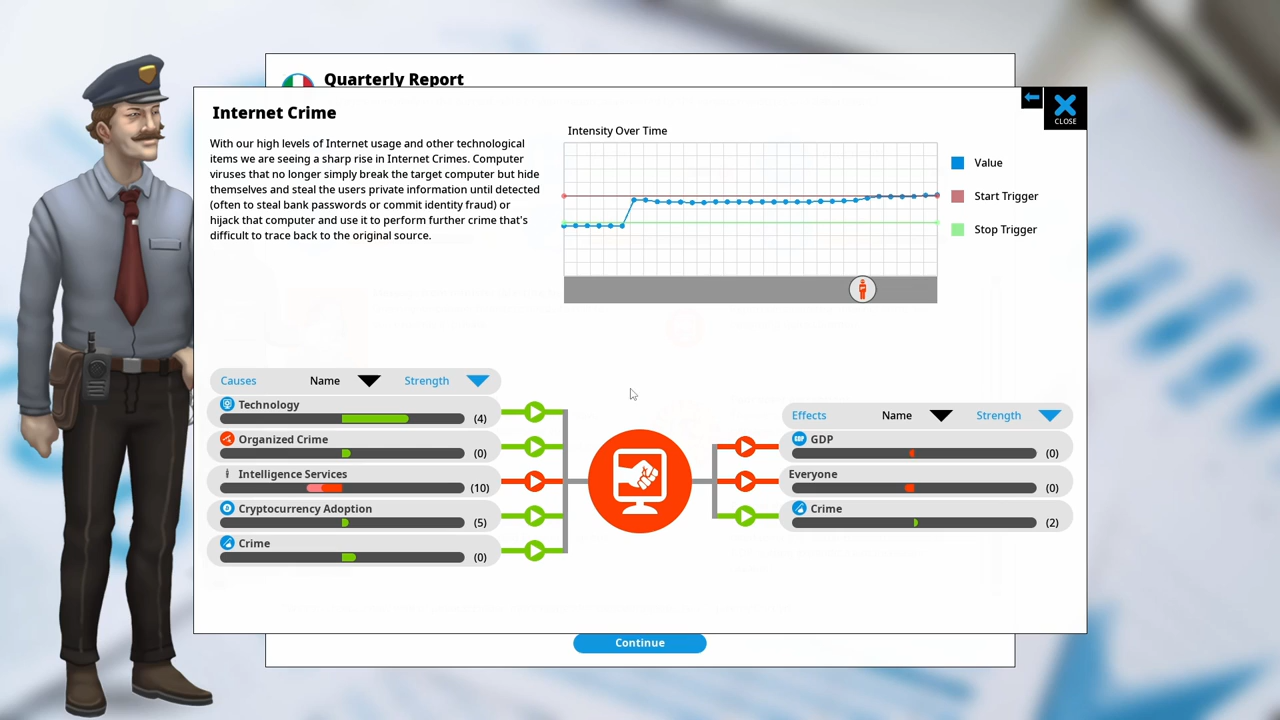 Quarterly Report
Internet Crime
CLOSE
With our high levels of Internet usage and other technological
items we are seeing a sharp rise in Internet Crimes. Computer
viruses that no longer simply break the target computer but hide
themselves and steal the users private information until detected
(often to steal bank passwords or commit identity fraud) or
hijack that computer and use it to perform further crime that's
difficult to trace back to the original source.
Intensity Over Time
Value
Start Trigger
Stop Trigger
Causes Name Strength
Technology
(4)
Organized Crime
(0)
Intelligence Services
(10)
Cryptocurrency Adoption
(5)
Crime
(0)
Effects Name Strength
GDP
(0)
Everyone
(0)
Crime
(2)
Continue